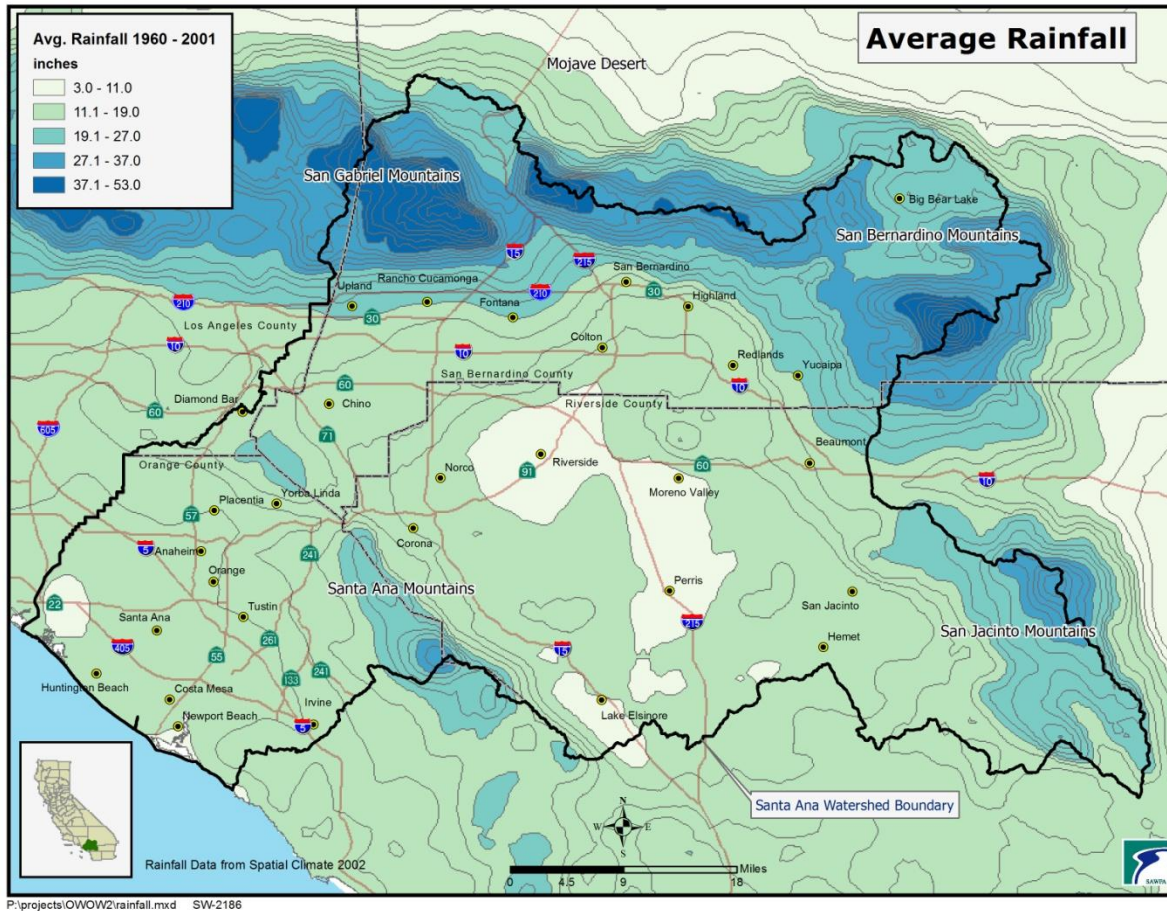 Avg. Rainfall 1960 - 2001
inches
3.0 - 11.0
11.1 - 19.0
19.1 - 27.0
27.1 - 37.0
37.1 - 53.0
Average Rainfall
Mojave Desert
San Gabriel Mountains
Big Bear Lake
San Bernardino Mountains
15
215
San Bernardino
Rancho Cucamonga
Upland
210
210
30
Highland
Fontana
30
Los Angeles County
10
Colton
10
Redlands
San Bernardino County
Yucaipa
60
10
Diamond Bar
Chino
Riverside County
60
605
71
Beaumont
Orange County
Riverside
60
Norco
91
Moreno Valley
10
Placentia
Yorba Linda
57
Corona
5
Anaheim
241
Orange
Santa Ana Mountains
Perris
San Jacinto
22
Tustin
Santa Ana
215
San Jacinto Mountains
261
405
55
15
Hemet
133
241
Huntington Beach
Costa Mesa
Lake Elsinore
Newport Beach
Irvine
5
Santa Ana Watershed Boundary
N
W
E
S
Rainfall Data from Spatial Climate 2002
Miles
0 4.5 9 18
SAWPA
P:\projects\OWOW2\rainfall.mxd SW-2186